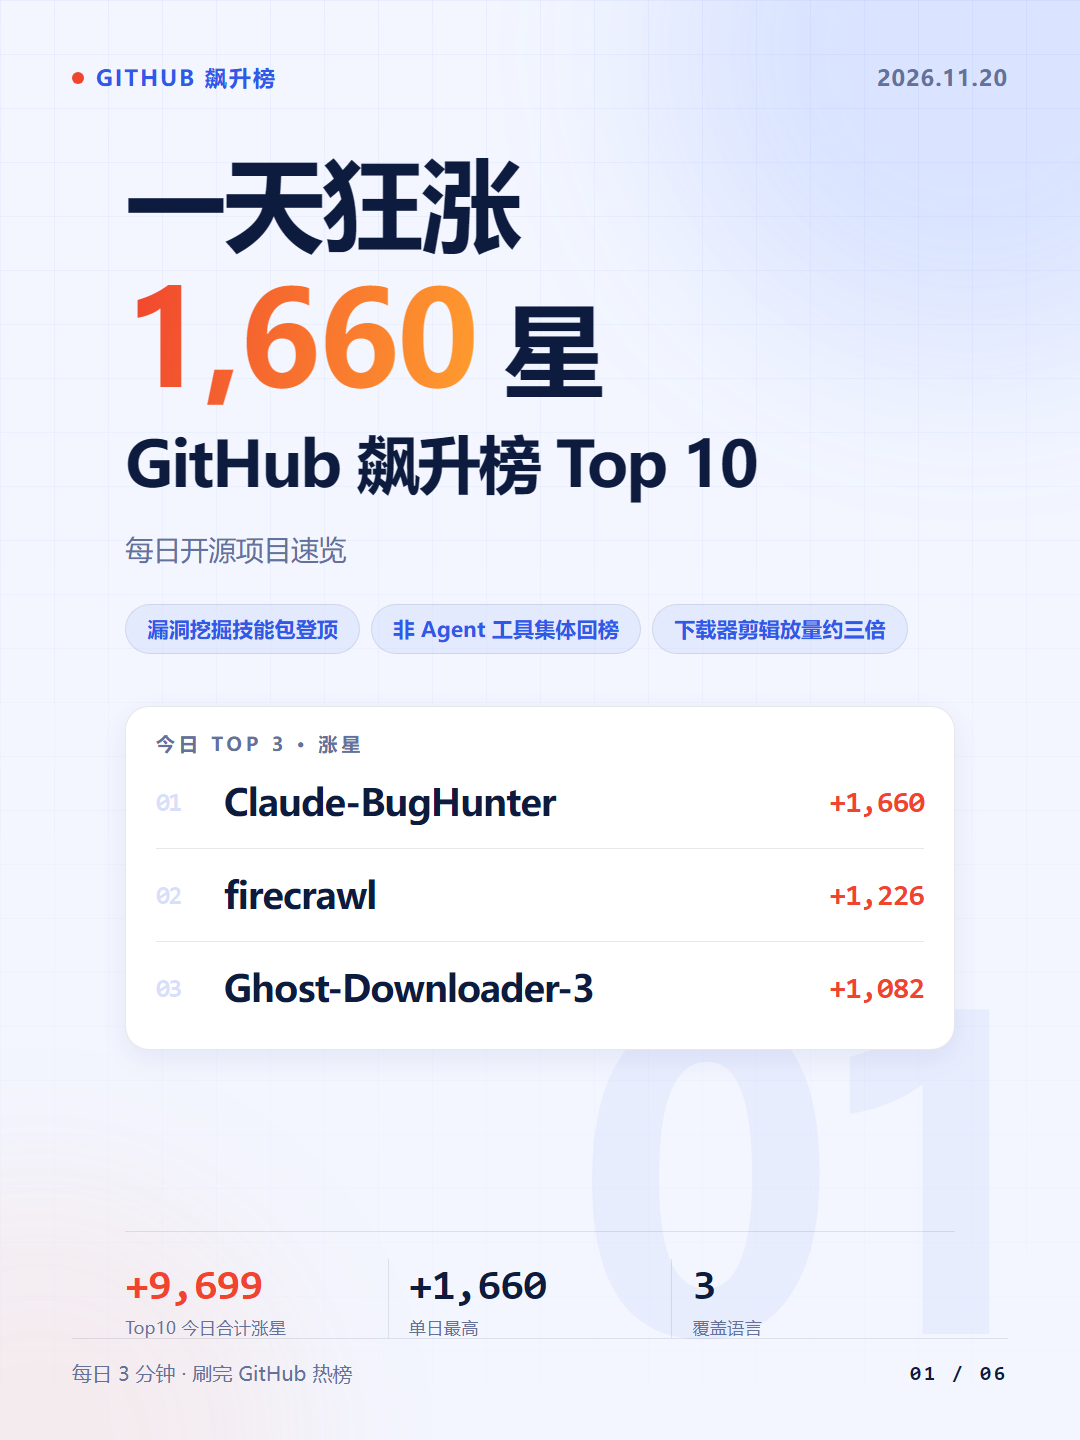 GITHUB 飙升榜
2026.11.20
一天狂涨
1,660 星
GitHub 飙升榜 Top 10
每日开源项目速览
漏洞挖掘技能包登顶
非 Agent 工具集体回榜
下载器剪辑放量约三倍
今日 TOP 3 · 涨星
01 Claude-BugHunter +1,660
02 firecrawl +1,226
03 Ghost-Downloader-3 +1,082
01
+9,699
Top10 今日合计涨星
+1,660
单日最高
3
覆盖语言
每日 3 分钟 · 刷完 GitHub 热榜
01 / 06